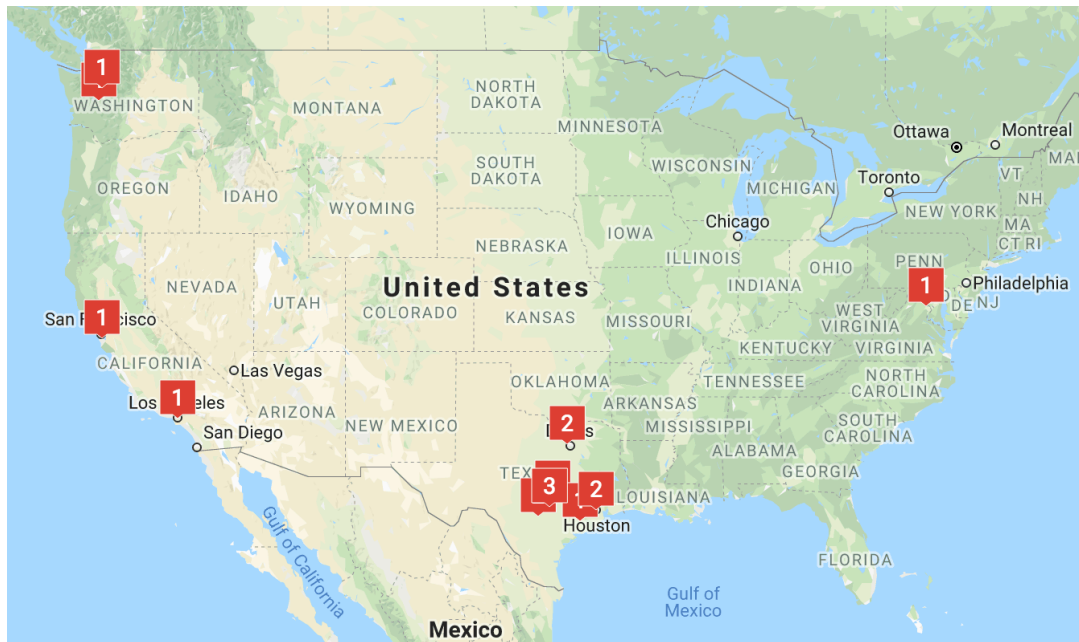 1
WASHINGTON
MONTANA
NORTH
DAKOTA
MINNESOTA
Ottawa
Montreal
OREGON
IDAHO
SOUTH
DAKOTA
WISCONSIN
MICHIGAN
Toronto
VT
NH
WYOMING
NEW YORK
MA
CT RI
Chicago
IOWA
NEBRASKA
ILLINOIS
INDIANA
OHIO
PENN
1
Philadelphia
DE
NJ
NEVADA
UTAH
United States
COLORADO
KANSAS
MISSOURI
WEST
VIRGINIA
KENTUCKY
VIRGINIA
1
CALIFORNIA
Las Vegas
1
OKLAHOMA
TENNESSEE
NORTH
CAROLINA
ARKANSAS
ARIZONA
NEW MEXICO
MISSISSIPPI
SOUTH
CAROLINA
2
San Diego
ALABAMA
GEORGIA
3
2
LOUISIANA
Houston
Gulf of California
FLORIDA
Gulf of
Mexico
Mexico